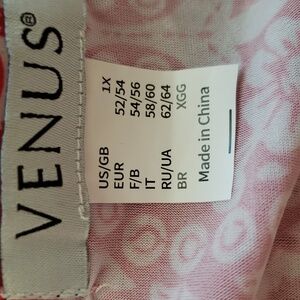 VENUS®
US/GB 1X
EUR 52/54
F/B 54/56
IT 58/60
RU/UA 62/64
BR XGG
Made in China